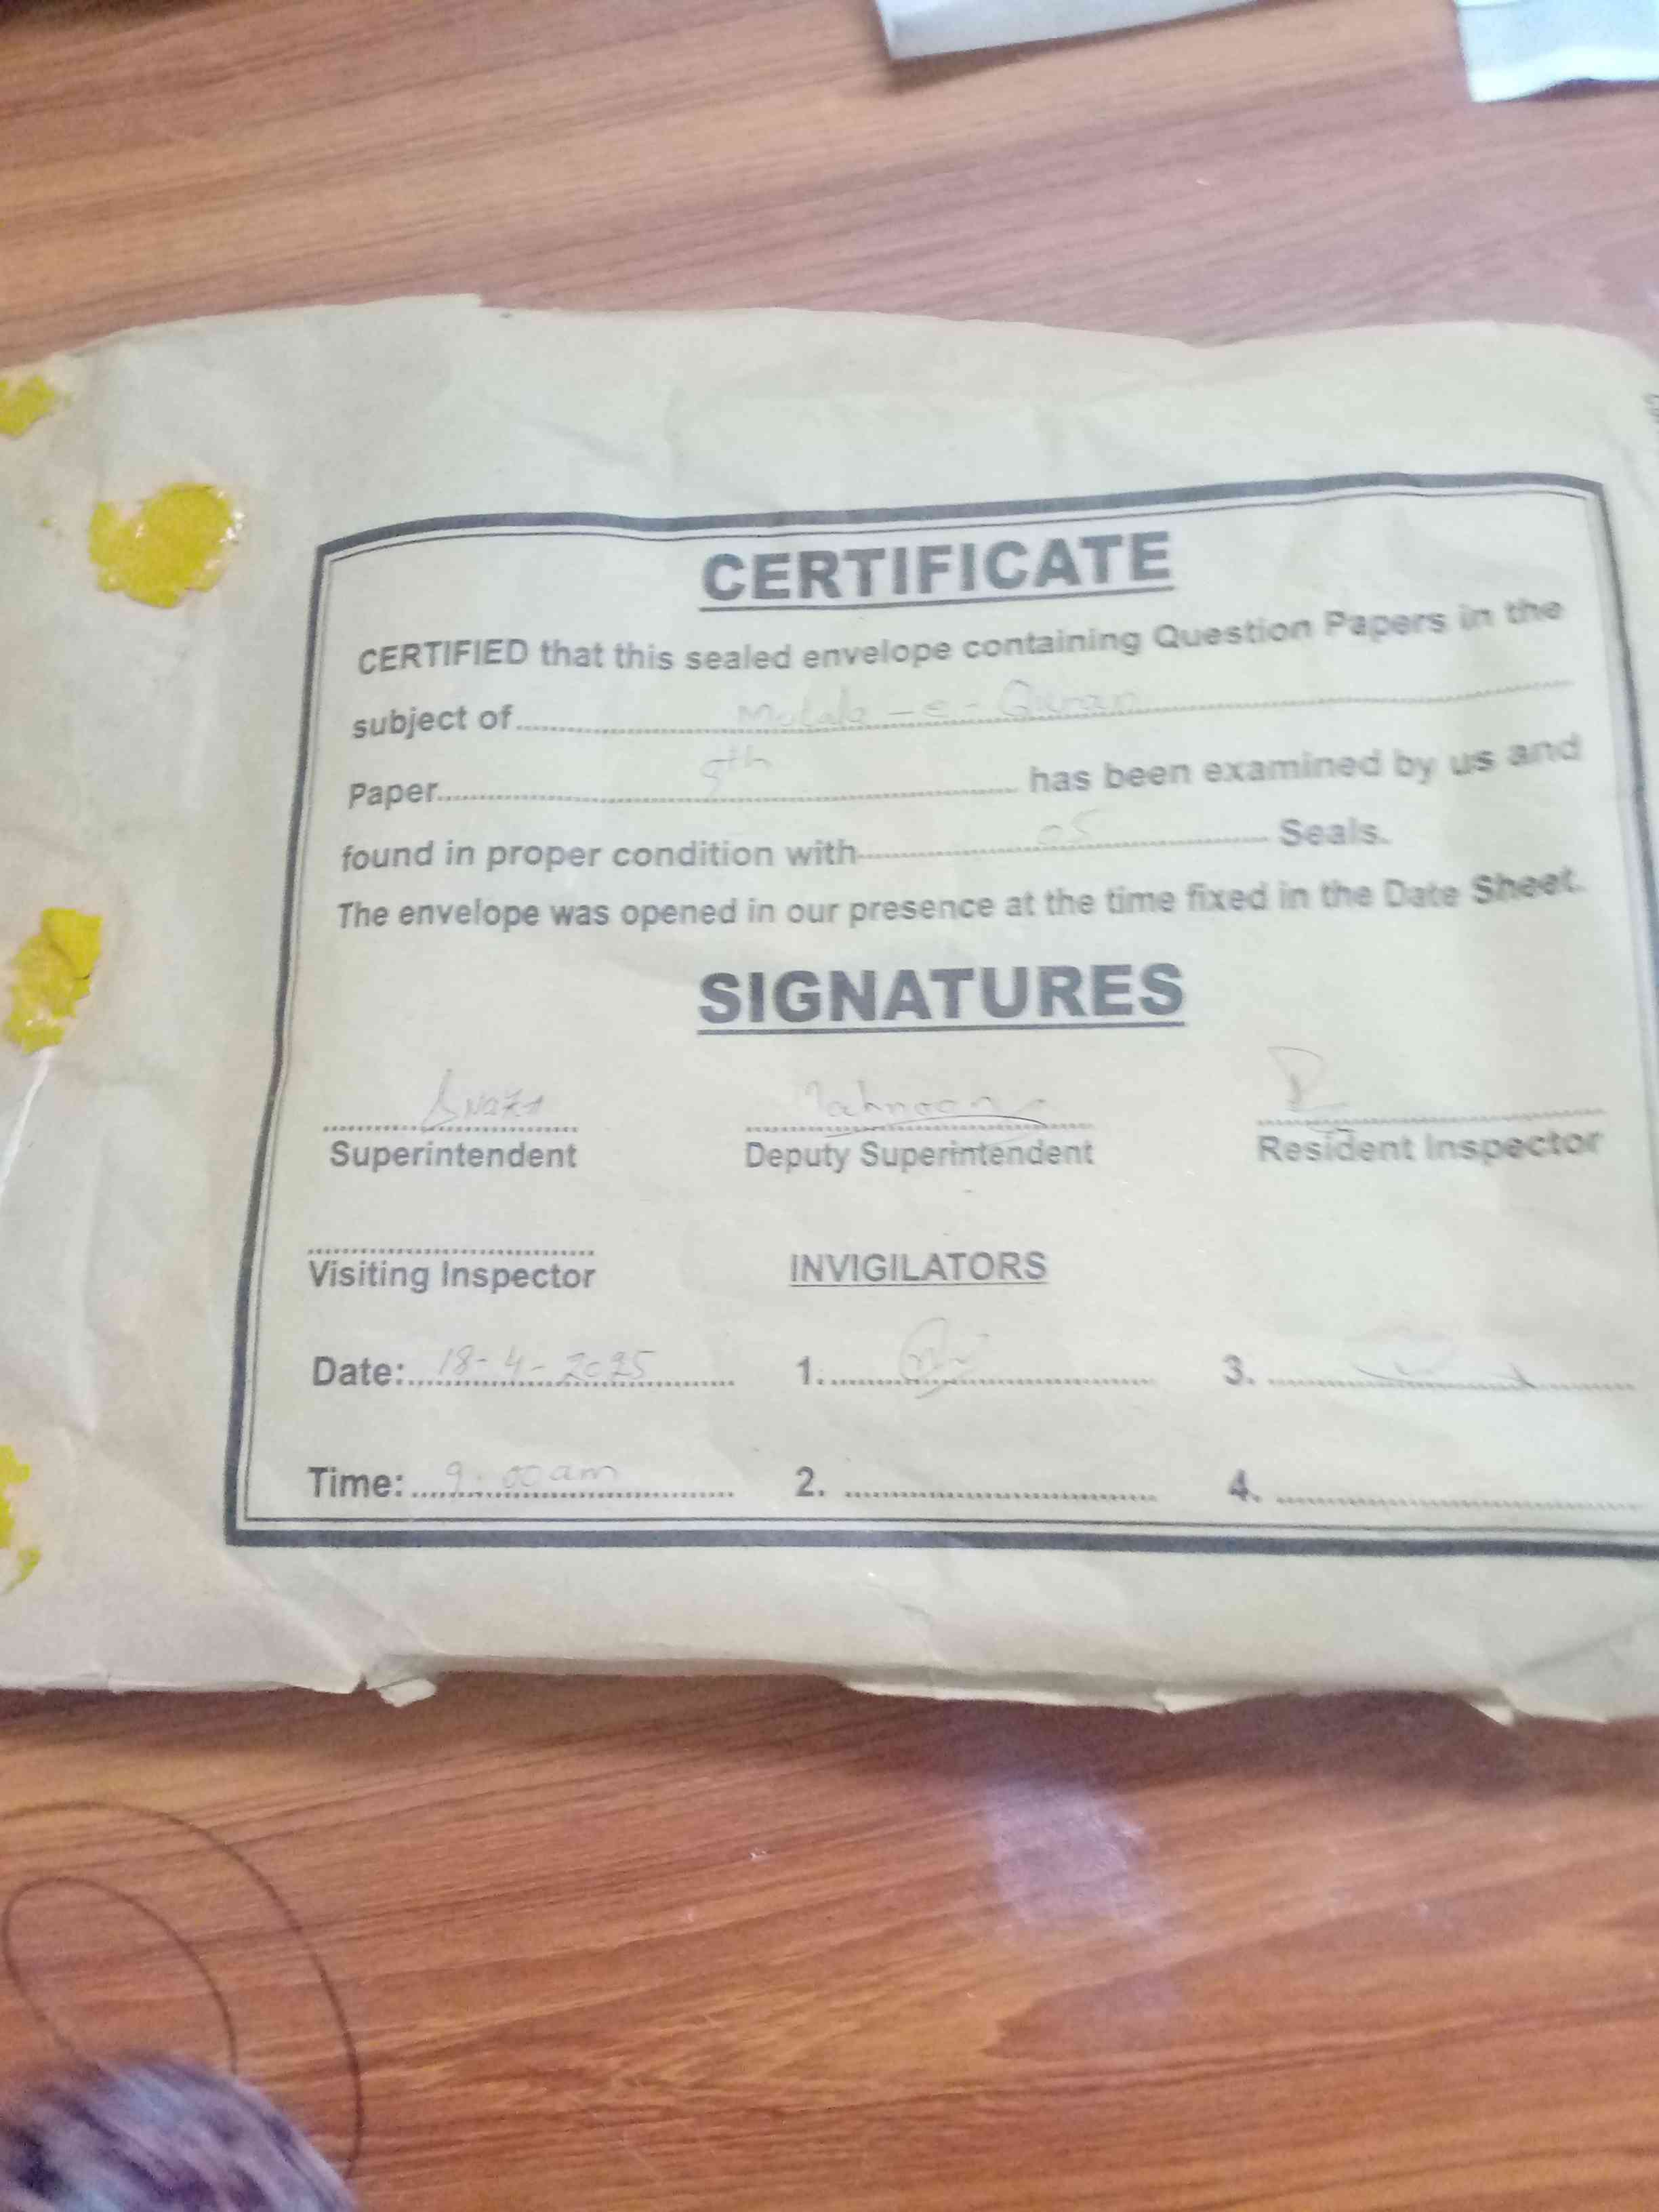 CERTIFICATE
CERTIFIED that this sealed envelope containing Question Papers in the
subject of Motala-e-Quran
Paper 9th has been examined by us and
found in proper condition with 05 Seals.
The envelope was opened in our presence at the time fixed in the Date Sheet.
SIGNATURES
Superintendent Deputy Superintendent Resident Inspector
Visiting Inspector INVIGILATORS
Date: 18-4-2025 1. 3.
Time: 9:00am 2. 4.